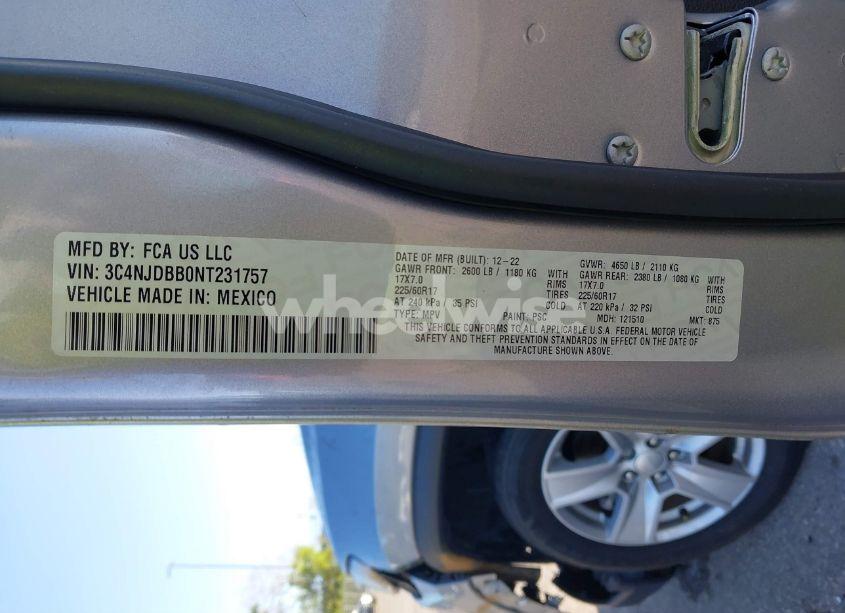 MFD BY: FCA US LLC
VIN: 3C4NJDBB0NT231757
VEHICLE MADE IN: MEXICO
DATE OF MFR (BUILT): 12-22 GVWR: 4650 LB / 2110 KG
GAWR FRONT: 2600 LB / 1180 KG WITH GAWR REAR: 2380 LB / 1080 KG WITH
17X7.0 RIMS 17X7.0 RIMS
225/60R17 TIRES 225/60R17 TIRES
AT 240 kPa / 35 PSI COLD AT 220 kPa / 32 PSI COLD
TYPE: MPV PAINT: PSC MDH: 121510 MKT: 875
THIS VEHICLE CONFORMS TO ALL APPLICABLE U.S.A. FEDERAL MOTOR VEHICLE
SAFETY AND THEFT PREVENTION STANDARDS IN EFFECT ON THE DATE OF
MANUFACTURE SHOWN ABOVE.
wheelwise